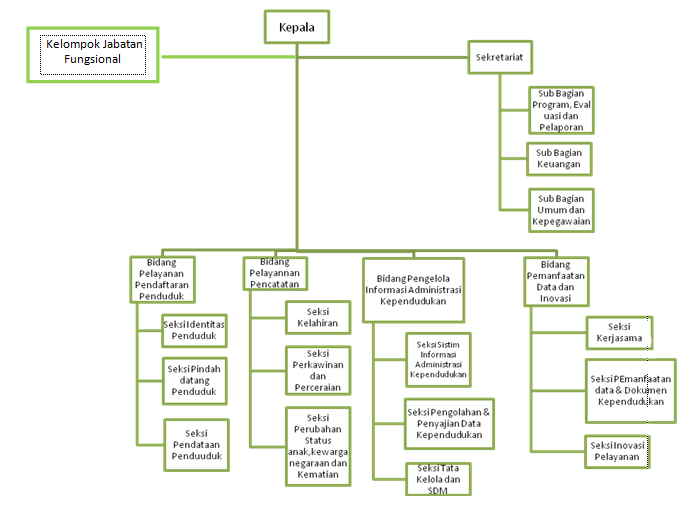 Kepala
Kelompok Jabatan
Fungsional
Sekretariat
Sub Bagian
Program, Eval
uasi dan
Pelaporan
Sub Bagian
Keuangan
Sub Bagian
Umum dan
Kepegawaian
Bidang
Pelayanan
Pendaftaran
Penduduk
Seksi Identitas
Penduduk
Seksi Pindah
datang
Penduduk
Seksi
Pendataan
Penduuduk
Bidang
Pelayannan
Pencatatan
Seksi
Kelahiran
Seksi
Perkawinan
dan
Perceraian
Seksi
Perubahan
Status
anak,kewarga
negaraan dan
Kematian
Bidang Pengelola
Informasi Administrasi
Kependudukan
Seksi Sistim
Informasi
Administrasi
Kependudukan
Seksi Pengolahan &
Penyajian Data
Kependudukan
Seksi Tata
Kelola dan
SDM
Bidang
Pemanfaatan
Data dan
Inovasi
Seksi
Kerjasama
Seksi PEmanfaatan
data & Dokumen
Kependudukan
Seksi Inovasi
Pelayanan